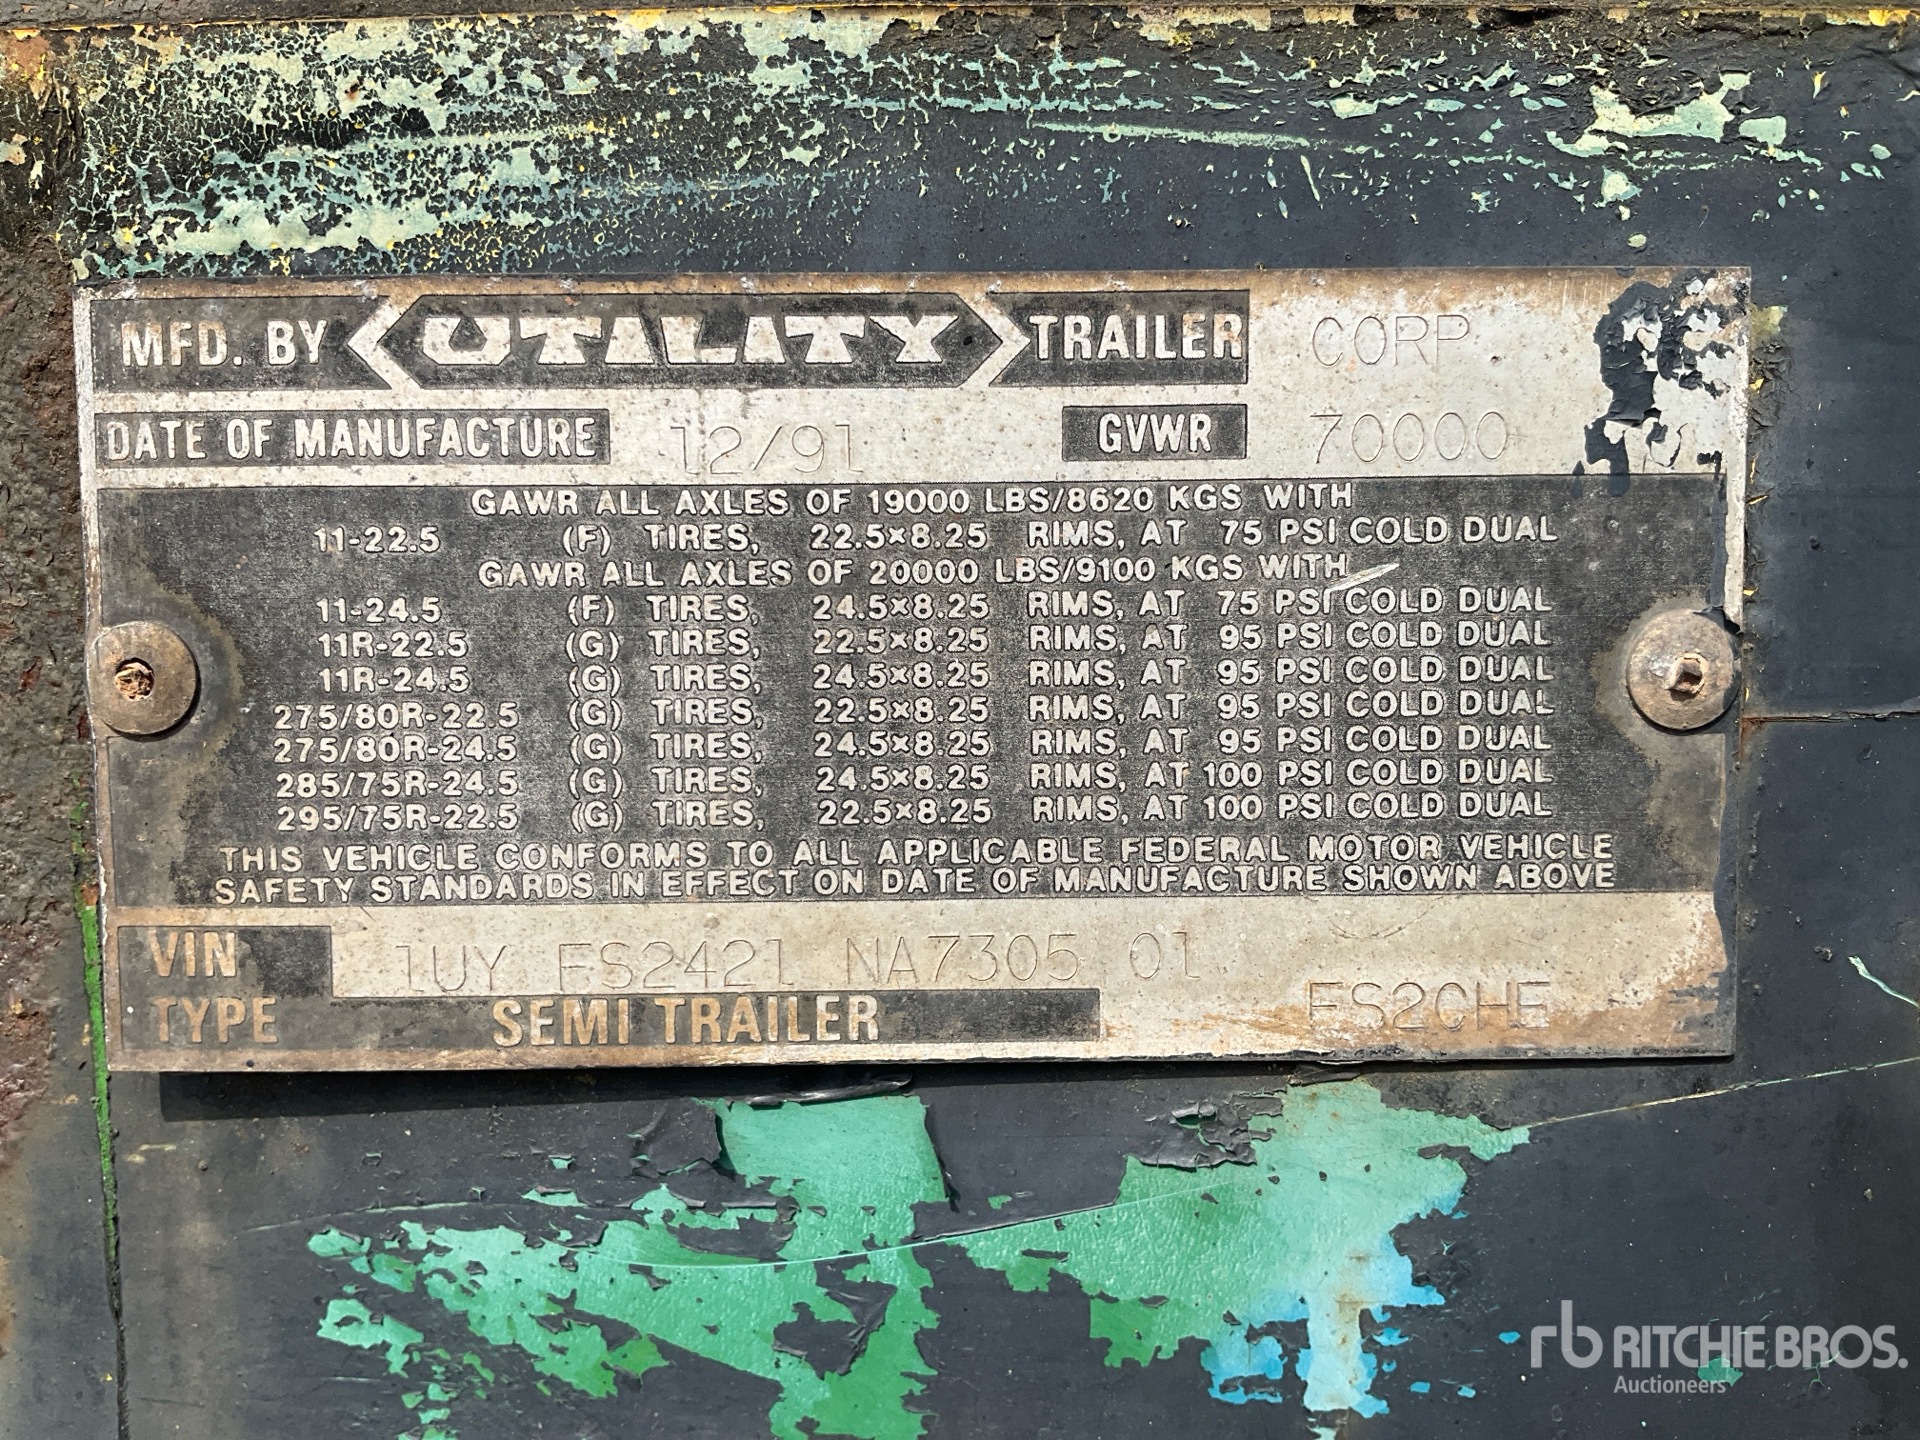 MFD. BY UTILITY TRAILER CORP
DATE OF MANUFACTURE 12/91 GVWR 70000
GAWR ALL AXLES OF 19000 LBS/8620 KGS WITH
11-22.5 (F) TIRES, 22.5×8.25 RIMS, AT 75 PSI COLD DUAL
GAWR ALL AXLES OF 20000 LBS/9100 KGS WITH
11-24.5 (F) TIRES, 24.5×8.25 RIMS, AT 75 PSI COLD DUAL
11R-22.5 (G) TIRES, 22.5×8.25 RIMS, AT 95 PSI COLD DUAL
11R-24.5 (G) TIRES, 24.5×8.25 RIMS, AT 95 PSI COLD DUAL
275/80R-22.5 (G) TIRES, 22.5×8.25 RIMS, AT 95 PSI COLD DUAL
275/80R-24.5 (G) TIRES, 24.5×8.25 RIMS, AT 95 PSI COLD DUAL
285/75R-24.5 (G) TIRES, 24.5×8.25 RIMS, AT 100 PSI COLD DUAL
295/75R-22.5 (G) TIRES, 22.5×8.25 RIMS, AT 100 PSI COLD DUAL
THIS VEHICLE CONFORMS TO ALL APPLICABLE FEDERAL MOTOR VEHICLE
SAFETY STANDARDS IN EFFECT ON DATE OF MANUFACTURE SHOWN ABOVE
VIN 1UY FS2421 NA7305 01
TYPE SEMI TRAILER FS2CHE
rb RITCHIE BROS.
Auctioneers